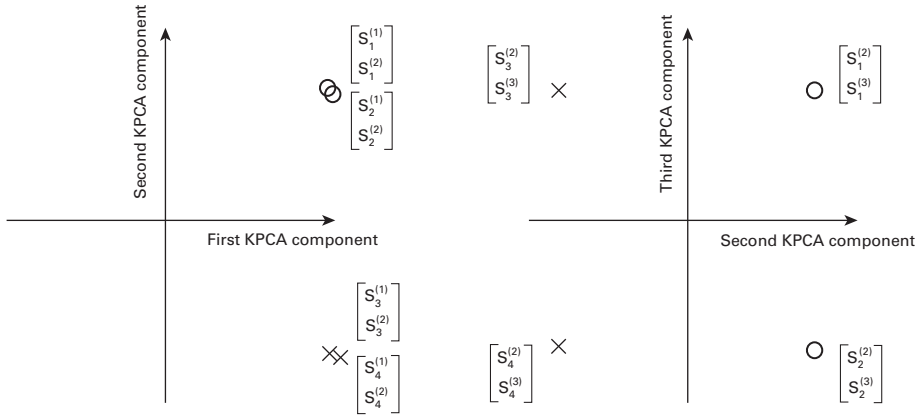 Second KPCA component
S₁⁽¹⁾
S₁⁽²⁾
S₂⁽¹⁾
S₂⁽²⁾
First KPCA component
S₃⁽¹⁾
S₃⁽²⁾
S₄⁽¹⁾
S₄⁽²⁾
Third KPCA component
S₃⁽²⁾
S₃⁽³⁾
S₁⁽²⁾
S₁⁽³⁾
Second KPCA component
S₄⁽²⁾
S₄⁽³⁾
S₂⁽²⁾
S₂⁽³⁾